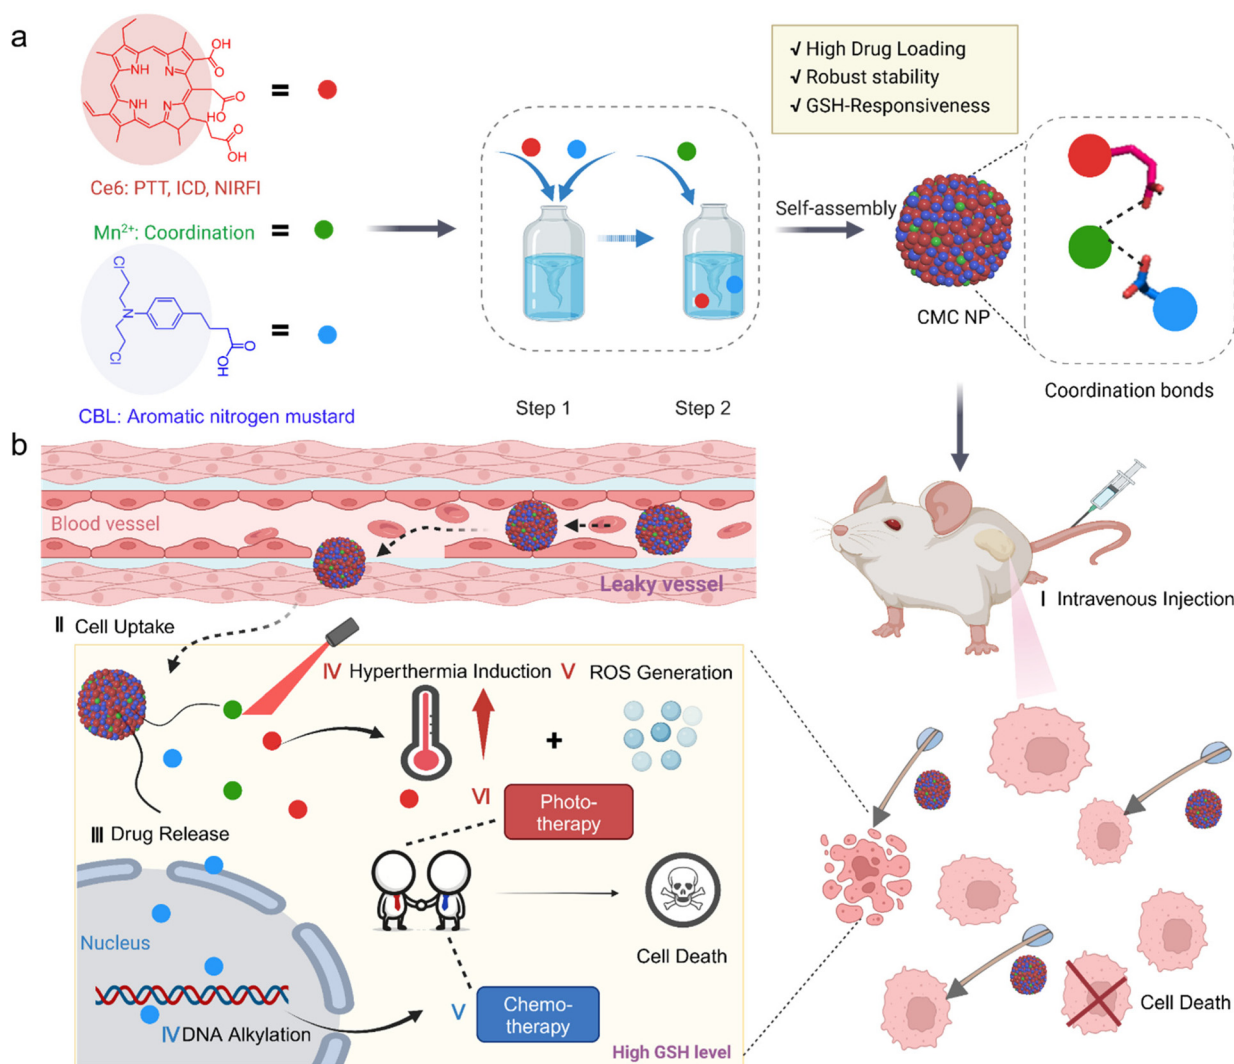 a
OH
O
NH
N
O
OH
NH
N
O
OH
=
Ce6: PTT, ICD, NIRFI
Mn²⁺: Coordination =
Cl
N
Cl
O
OH
=
CBL: Aromatic nitrogen mustard
Step 1
Step 2
√ High Drug Loading
√ Robust stability
√ GSH-Responsiveness
Self-assembly
CMC NP
Coordination bonds
b
Blood vessel
Leaky vessel
I Intravenous Injection
II Cell Uptake
IV Hyperthermia Induction
V ROS Generation
+
III Drug Release
VI
Photo-
therapy
Nucleus
Cell Death
IV DNA Alkylation
V
Chemo-
therapy
High GSH level
Cell Death